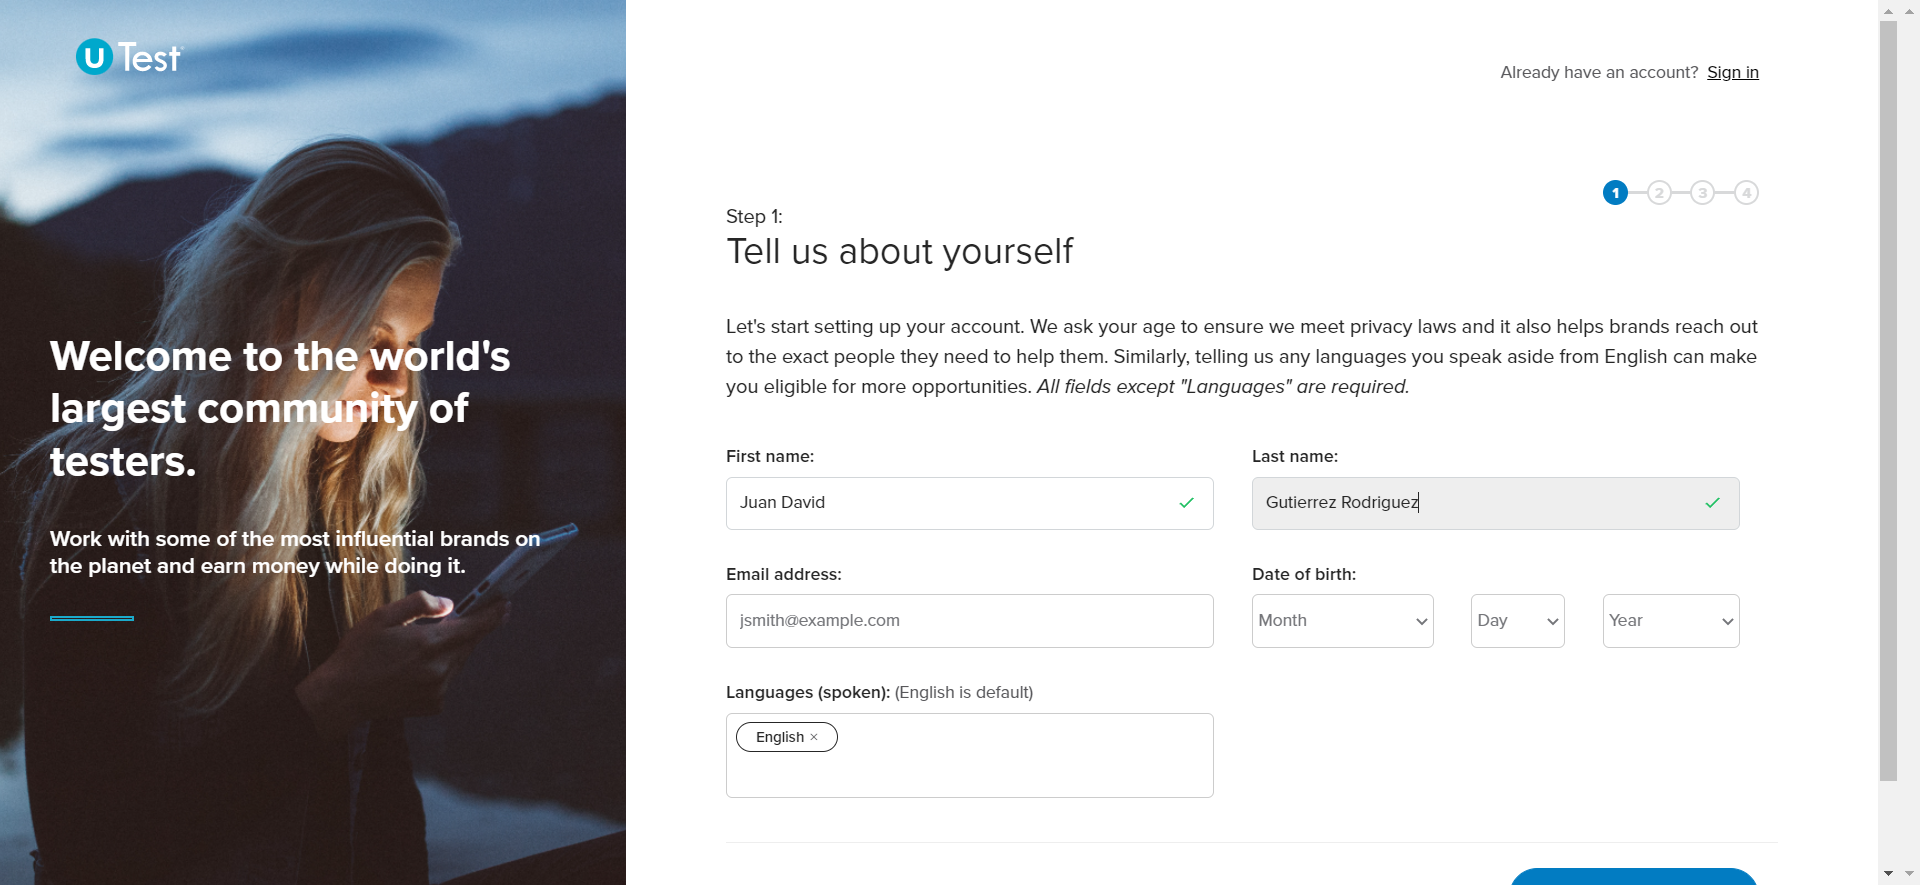 U Test
Already have an account? Sign in
1 2 3 4
Step 1:
Tell us about yourself
Let's start setting up your account. We ask your age to ensure we meet privacy laws and it also helps brands reach out
to the exact people they need to help them. Similarly, telling us any languages you speak aside from English can make
you eligible for more opportunities. All fields except "Languages" are required.
Welcome to the world's
largest community of
testers.
Work with some of the most influential brands on
the planet and earn money while doing it.
First name:
Juan David
Last name:
Gutierrez Rodriguez
Email address:
jsmith@example.com
Date of birth:
Month Day Year
Languages (spoken): (English is default)
English ×